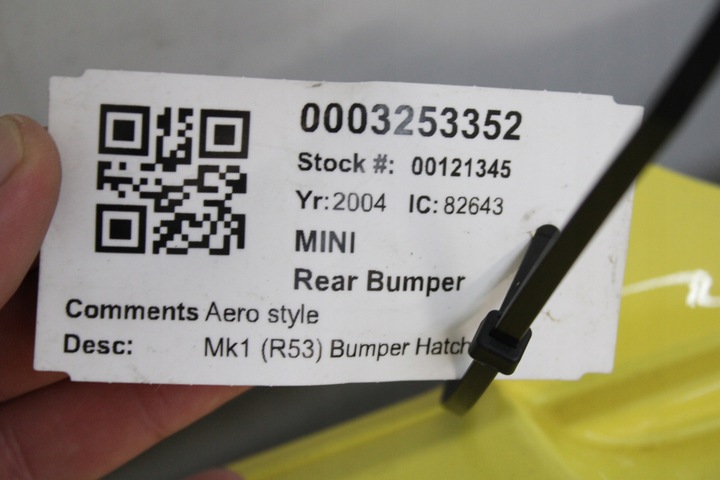 0003253352
Stock #: 00121345
Yr: 2004 IC: 82643
MINI
Rear Bumper
Comments Aero style
Desc: Mk1 (R53) Bumper Hatch